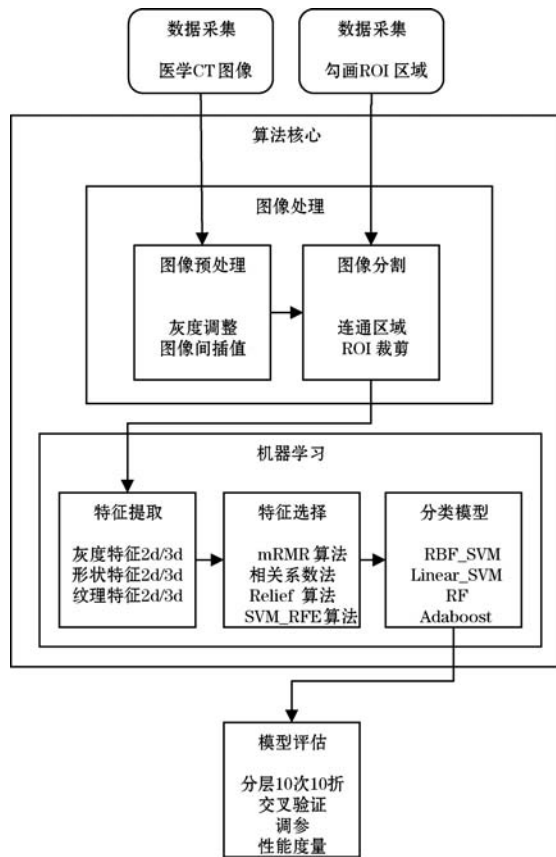 数据采集
医学CT图像
数据采集
勾画ROI区域
算法核心
图像处理
图像预处理
灰度调整
图像间插值
图像分割
连通区域
ROI裁剪
机器学习
特征提取
灰度特征2d/3d
形状特征2d/3d
纹理特征2d/3d
特征选择
mRMR算法
相关系数法
Relief 算法
SVM_RFE算法
分类模型
RBF_SVM
Linear_SVM
RF
Adaboost
模型评估
分层10次10折
交叉验证
调参
性能度量